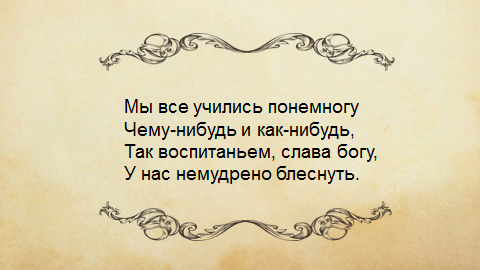 Мы все учились понемногу
Чему-нибудь и как-нибудь,
Так воспитаньем, слава богу,
У нас немудрено блеснуть.